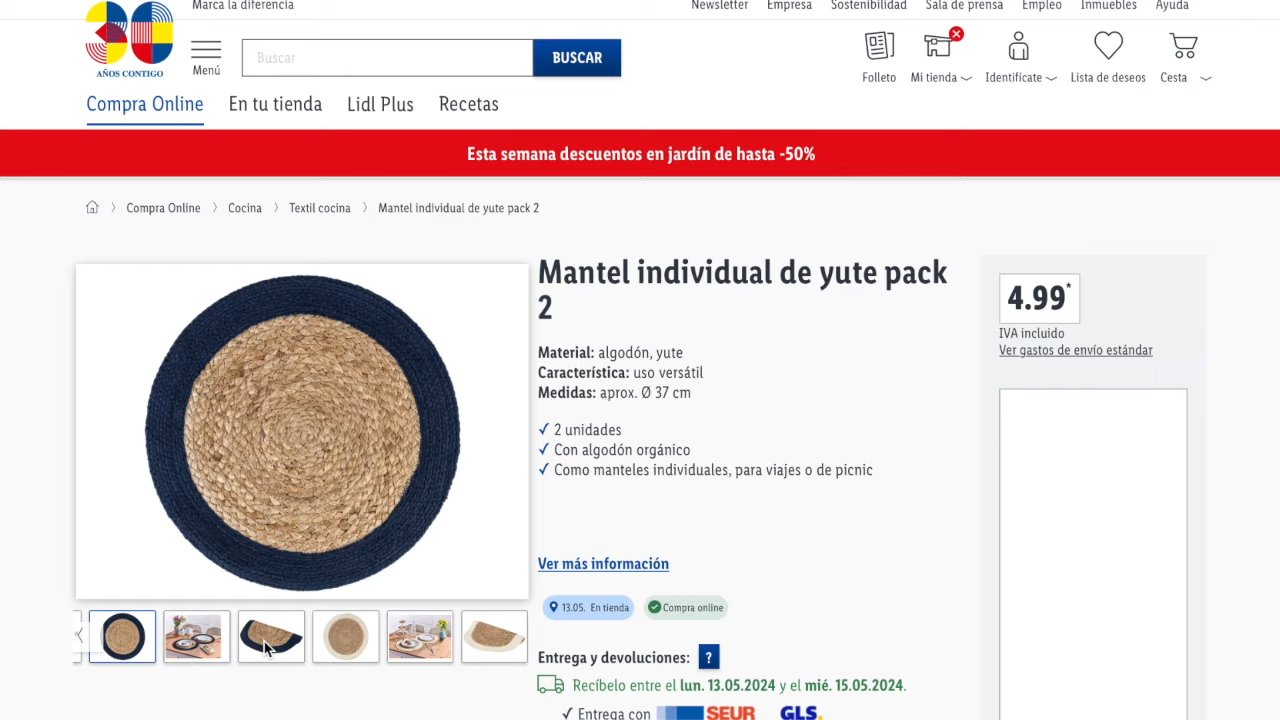 Marca la diferencia
Newsletter Empresa Sostenibilidad Sala de prensa Empleo Inmuebles Ayuda
30
AÑOS CONTIGO
Menú
Buscar
BUSCAR
Folleto
Mi tienda
Identifícate
Lista de deseos
Cesta
Compra Online
En tu tienda
Lidl Plus
Recetas
Esta semana descuentos en jardín de hasta -50%
Compra Online > Cocina > Textil cocina > Mantel individual de yute pack 2
Mantel individual de yute pack
2
Material: algodón, yute
Característica: uso versátil
Medidas: aprox. Ø 37 cm
✓ 2 unidades
✓ Con algodón orgánico
✓ Como manteles individuales, para viajes o de picnic
Ver más información
13.05. En tienda
Compra online
Entrega y devoluciones: ?
Recíbelo entre el lun. 13.05.2024 y el mié. 15.05.2024.
✓ Entrega con SEUR GLS.
4.99*
IVA incluido
Ver gastos de envío estándar